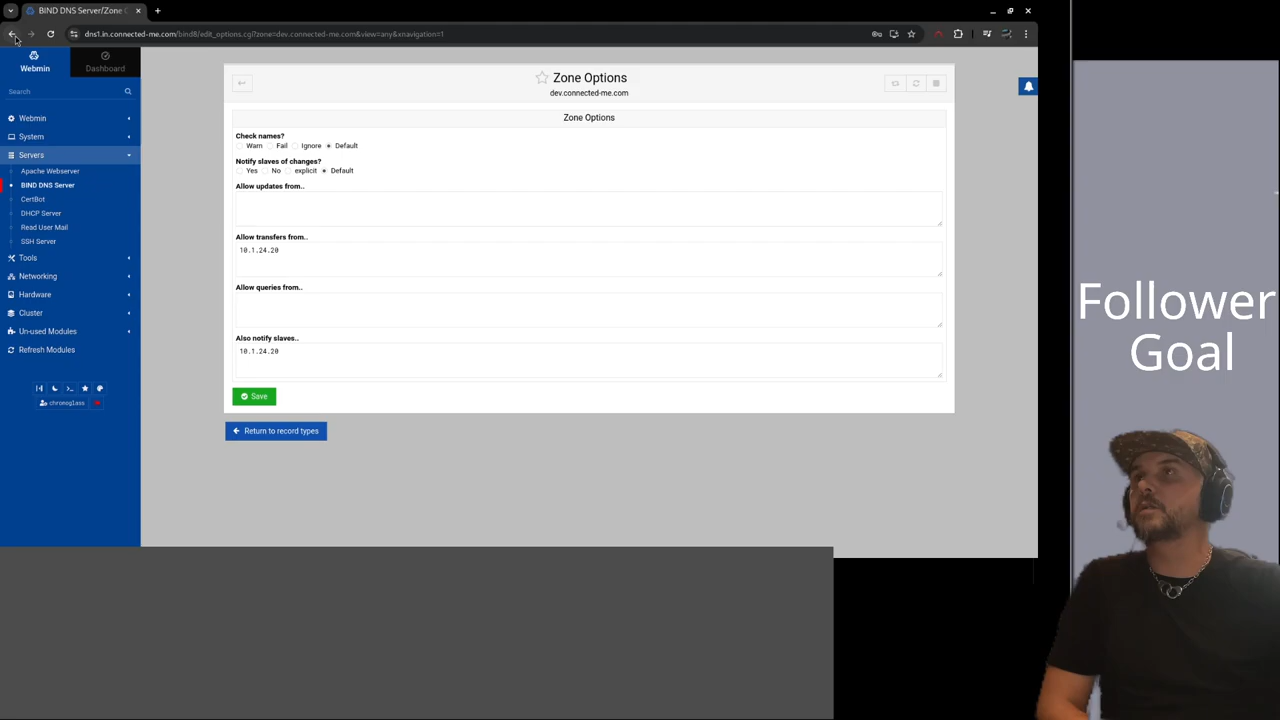 BIND DNS Server/Zone O
dns1.in.connected-me.com/bind8/edit_options.cgi?zone=dev.connected-me.com&view=any&xnavigation=1
Webmin
Dashboard
Search
Webmin
System
Servers
Apache Webserver
BIND DNS Server
CertBot
DHCP Server
Read User Mail
SSH Server
Tools
Networking
Hardware
Cluster
Un-used Modules
Refresh Modules
chronoglass
Zone Options
dev.connected-me.com
Zone Options
Check names?
Warn Fail Ignore Default
Notify slaves of changes?
Yes No explicit Default
Allow updates from..
Allow transfers from..
10.1.24.20
Allow queries from..
Also notify slaves..
10.1.24.20
Save
Return to record types
Follower
Goal